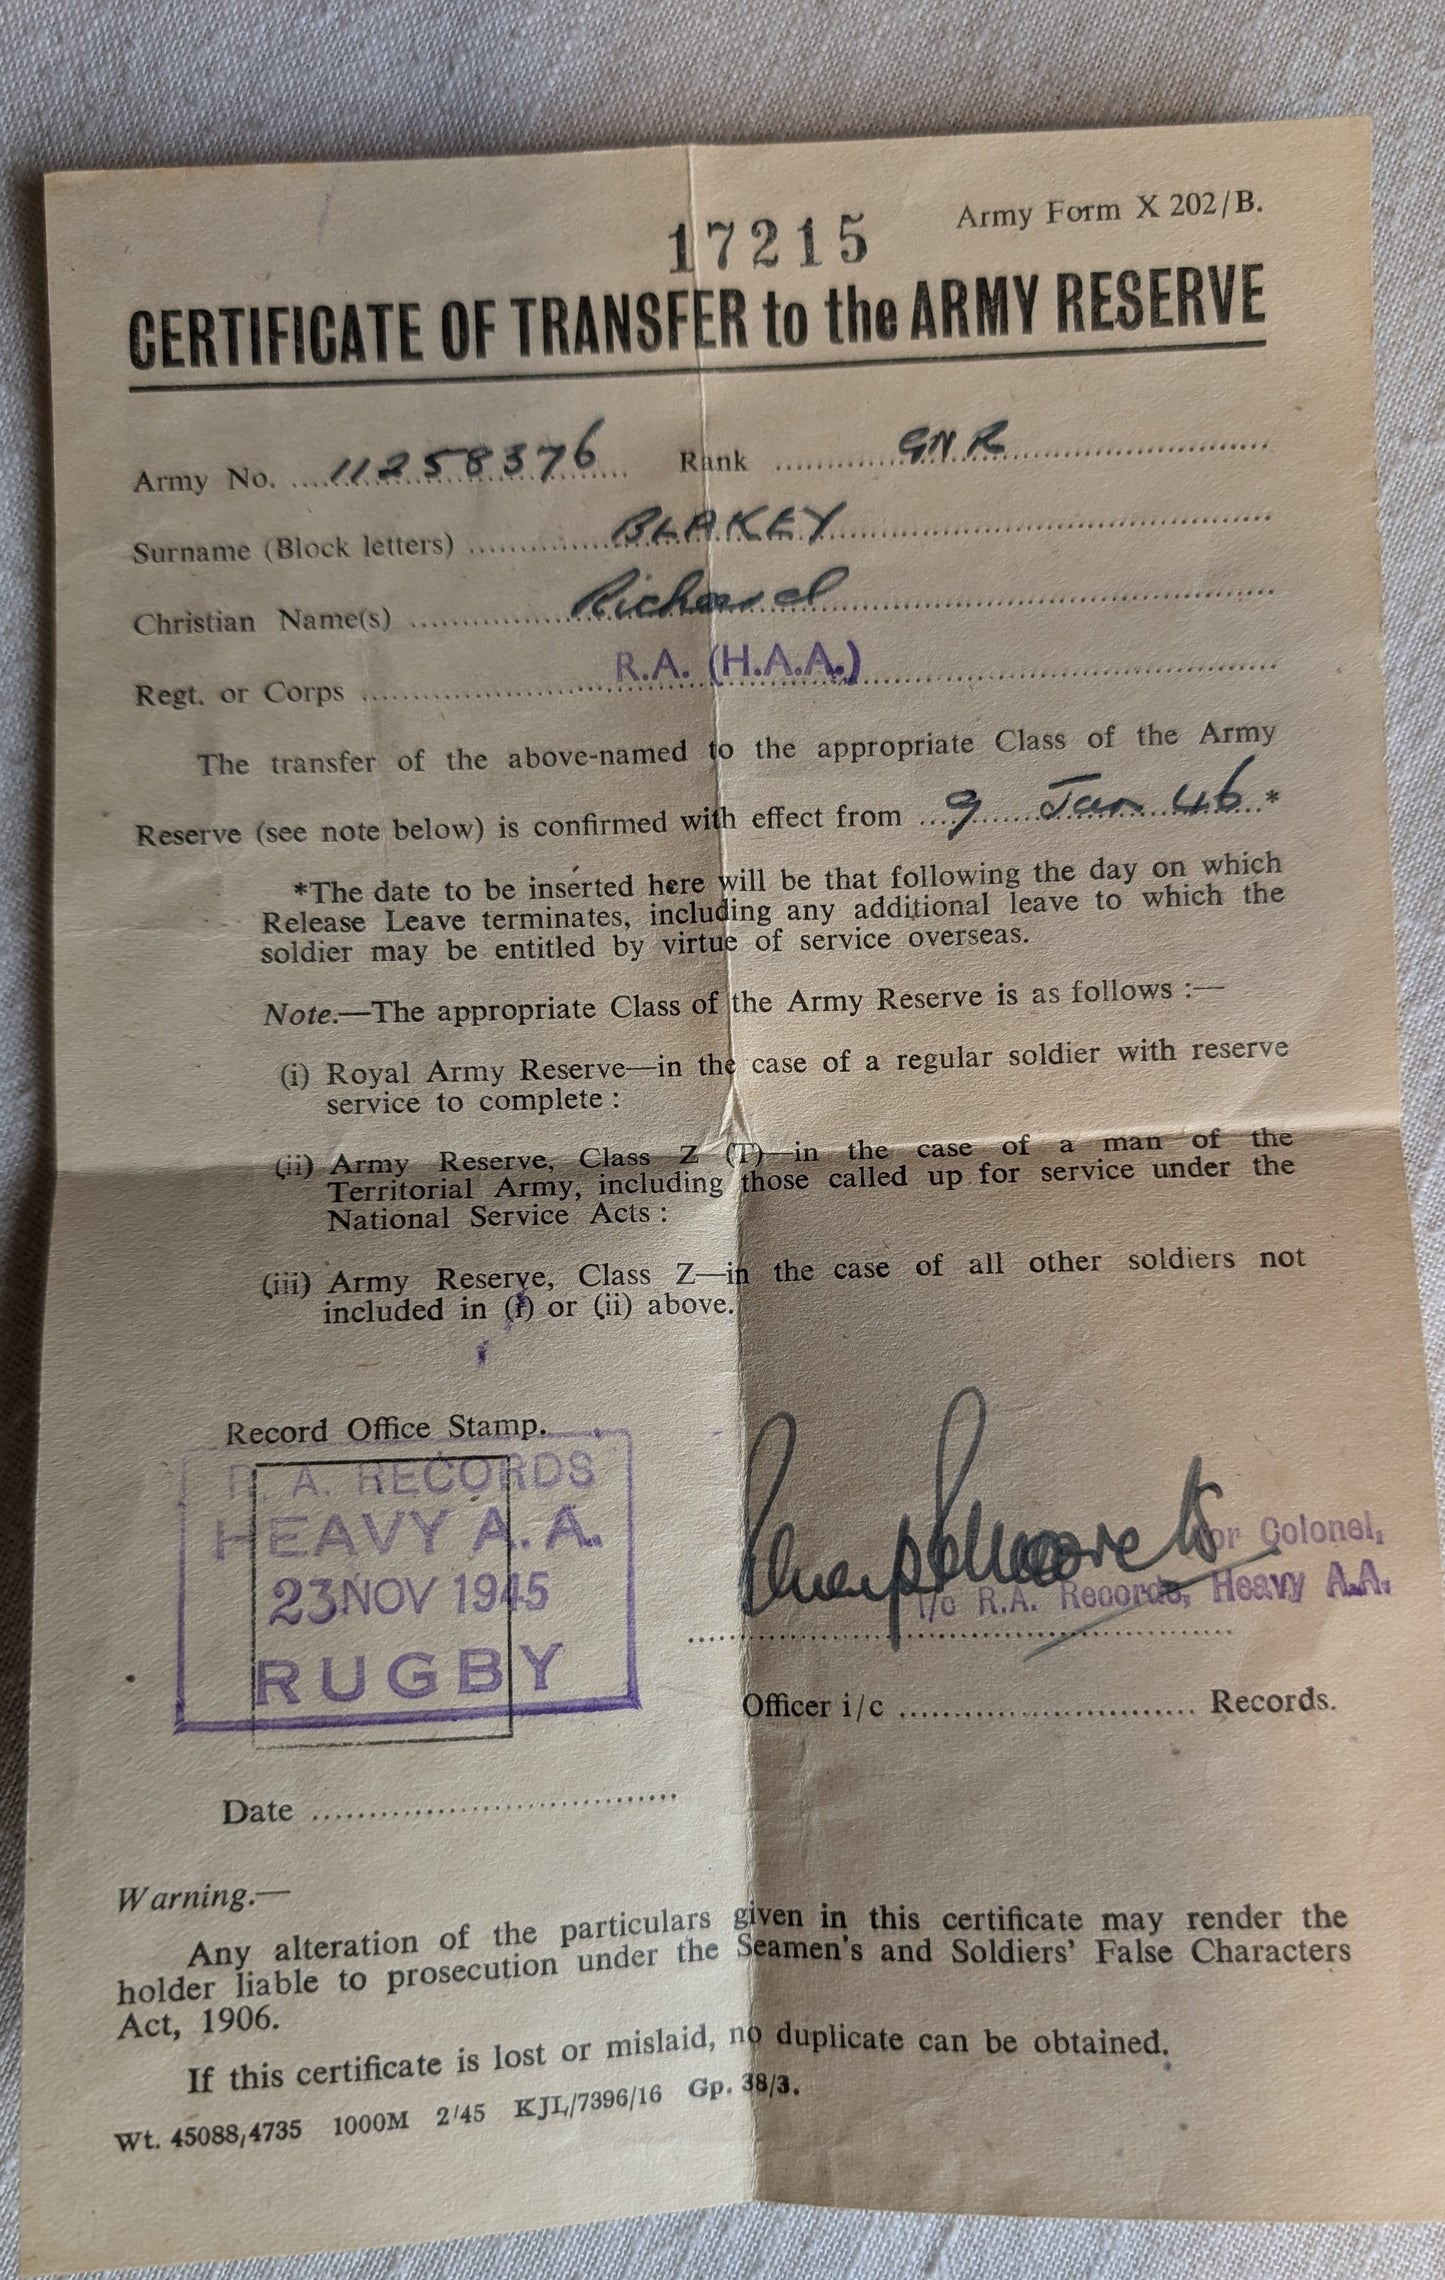 Army Form X 202/B.
17215
CERTIFICATE OF TRANSFER to the ARMY RESERVE
Army No. 11258376 Rank GNR
Surname (Block letters) BLAKEY
Christian Name(s) Richard
Regt. or Corps R.A. (H.A.A.)
The transfer of the above-named to the appropriate Class of the Army
Reserve (see note below) is confirmed with effect from 9 Jan 46 *
*The date to be inserted here will be that following the day on which
Release Leave terminates, including any additional leave to which the
soldier may be entitled by virtue of service overseas.
Note.—The appropriate Class of the Army Reserve is as follows :—
(i) Royal Army Reserve—in the case of a regular soldier with reserve
service to complete :
(ii) Army Reserve, Class Z (T)—in the case of a man of the
Territorial Army, including those called up for service under the
National Service Acts :
(iii) Army Reserve, Class Z—in the case of all other soldiers not
included in (i) or (ii) above.
Record Office Stamp.
R. A. RECORDS
HEAVY A.A.
23 NOV 1945
RUGBY
for Colonel,
I/c R.A. Records, Heavy A.A.
Officer i/c Records.
Date
Warning.—
Any alteration of the particulars given in this certificate may render the
holder liable to prosecution under the Seamen's and Soldiers' False Characters
Act, 1906.
If this certificate is lost or mislaid, no duplicate can be obtained.
Wt. 45088/4735 1000M 2/45 KJL/7396/16 Gp. 38/3.